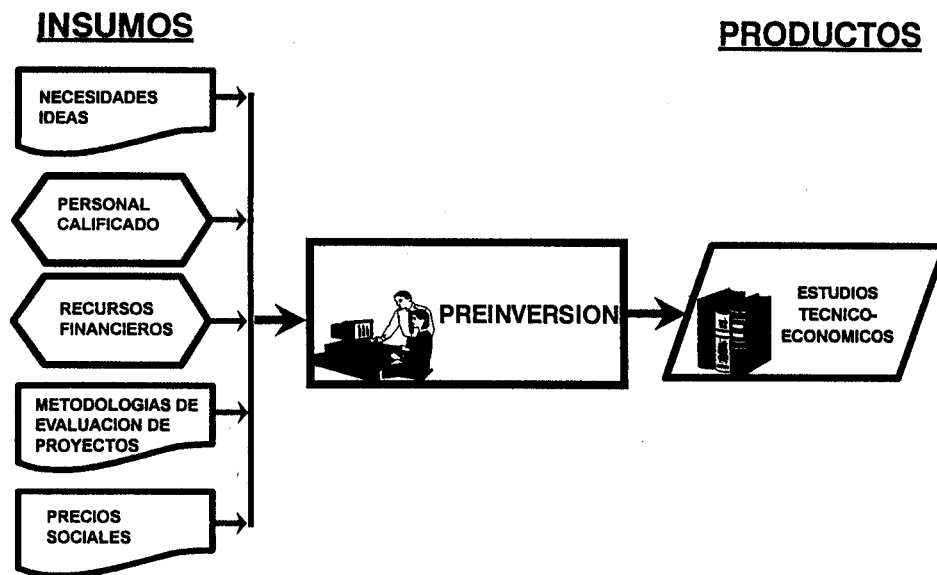 INSUMOS
PRODUCTOS
NECESIDADES
IDEAS
PERSONAL
CALIFICADO
RECURSOS
FINANCIEROS
METODOLOGIAS DE
EVALUACION DE
PROYECTOS
PRECIOS
SOCIALES
PREINVERSION
ESTUDIOS
TECNICO-
ECONOMICOS